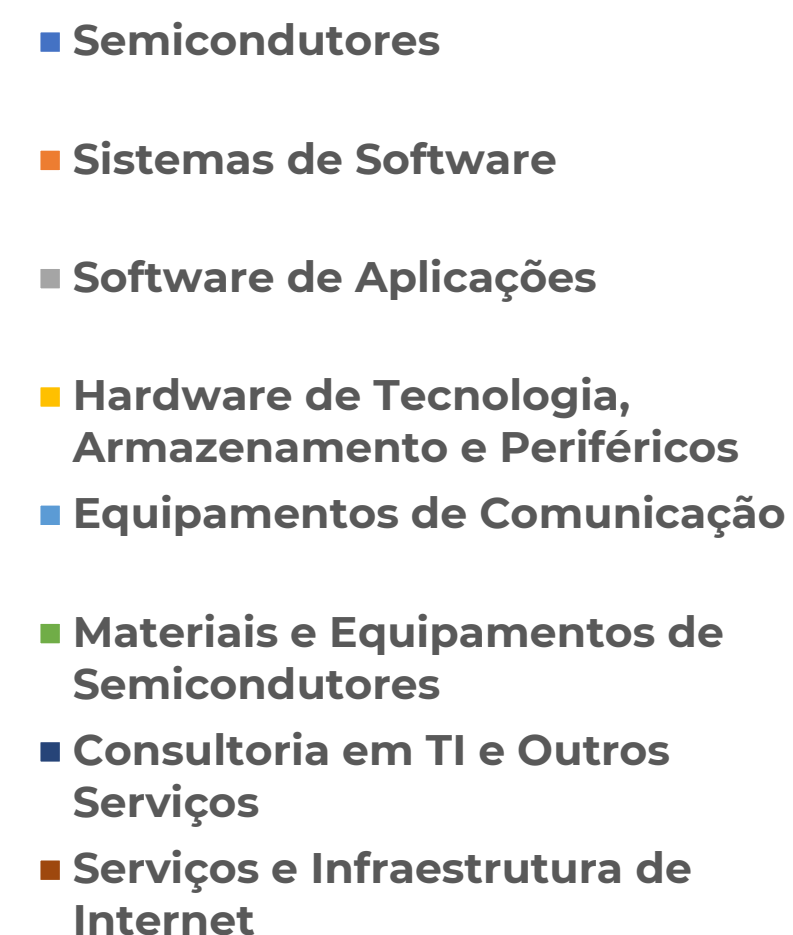 Semicondutores
Sistemas de Software
Software de Aplicações
Hardware de Tecnologia,
Armazenamento e Periféricos
Equipamentos de Comunicação
Materiais e Equipamentos de
Semicondutores
Consultoria em TI e Outros
Serviços
Serviços e Infraestrutura de
Internet